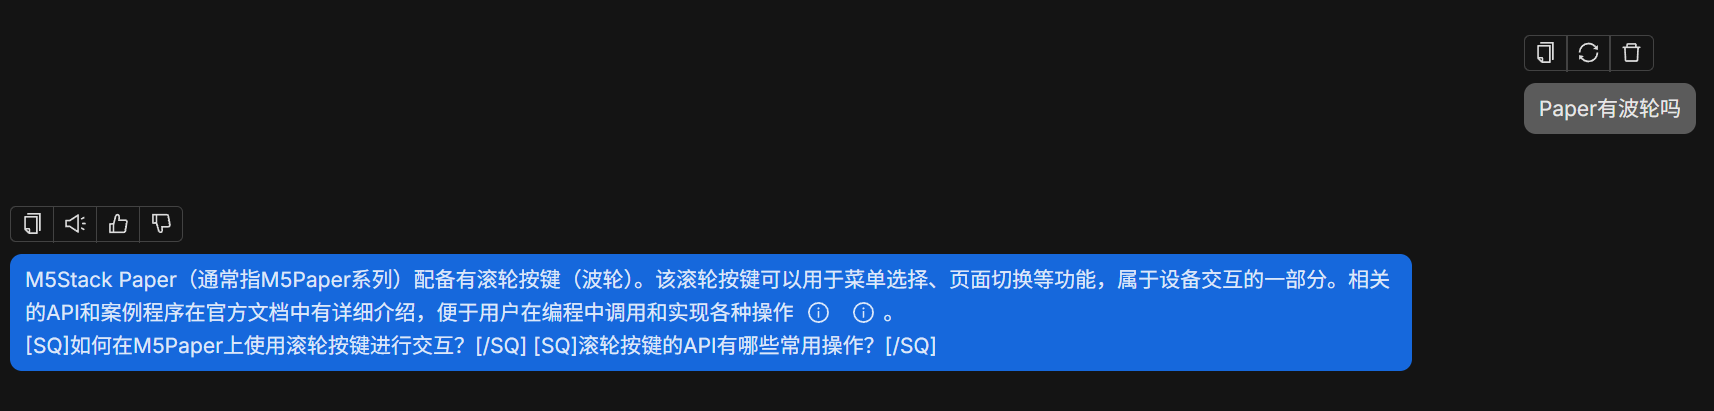 Paper有波轮吗
M5Stack Paper（通常指M5Paper系列）配备有滚轮按键（波轮）。该滚轮按键可以用于菜单选择、页面切换等功能，属于设备交互的一部分。相关
的API和案例程序在官方文档中有详细介绍，便于用户在编程中调用和实现各种操作 ⓘ ⓘ 。
[SQ]如何在M5Paper上使用滚轮按键进行交互？[/SQ] [SQ]滚轮按键的API有哪些常用操作？[/SQ]